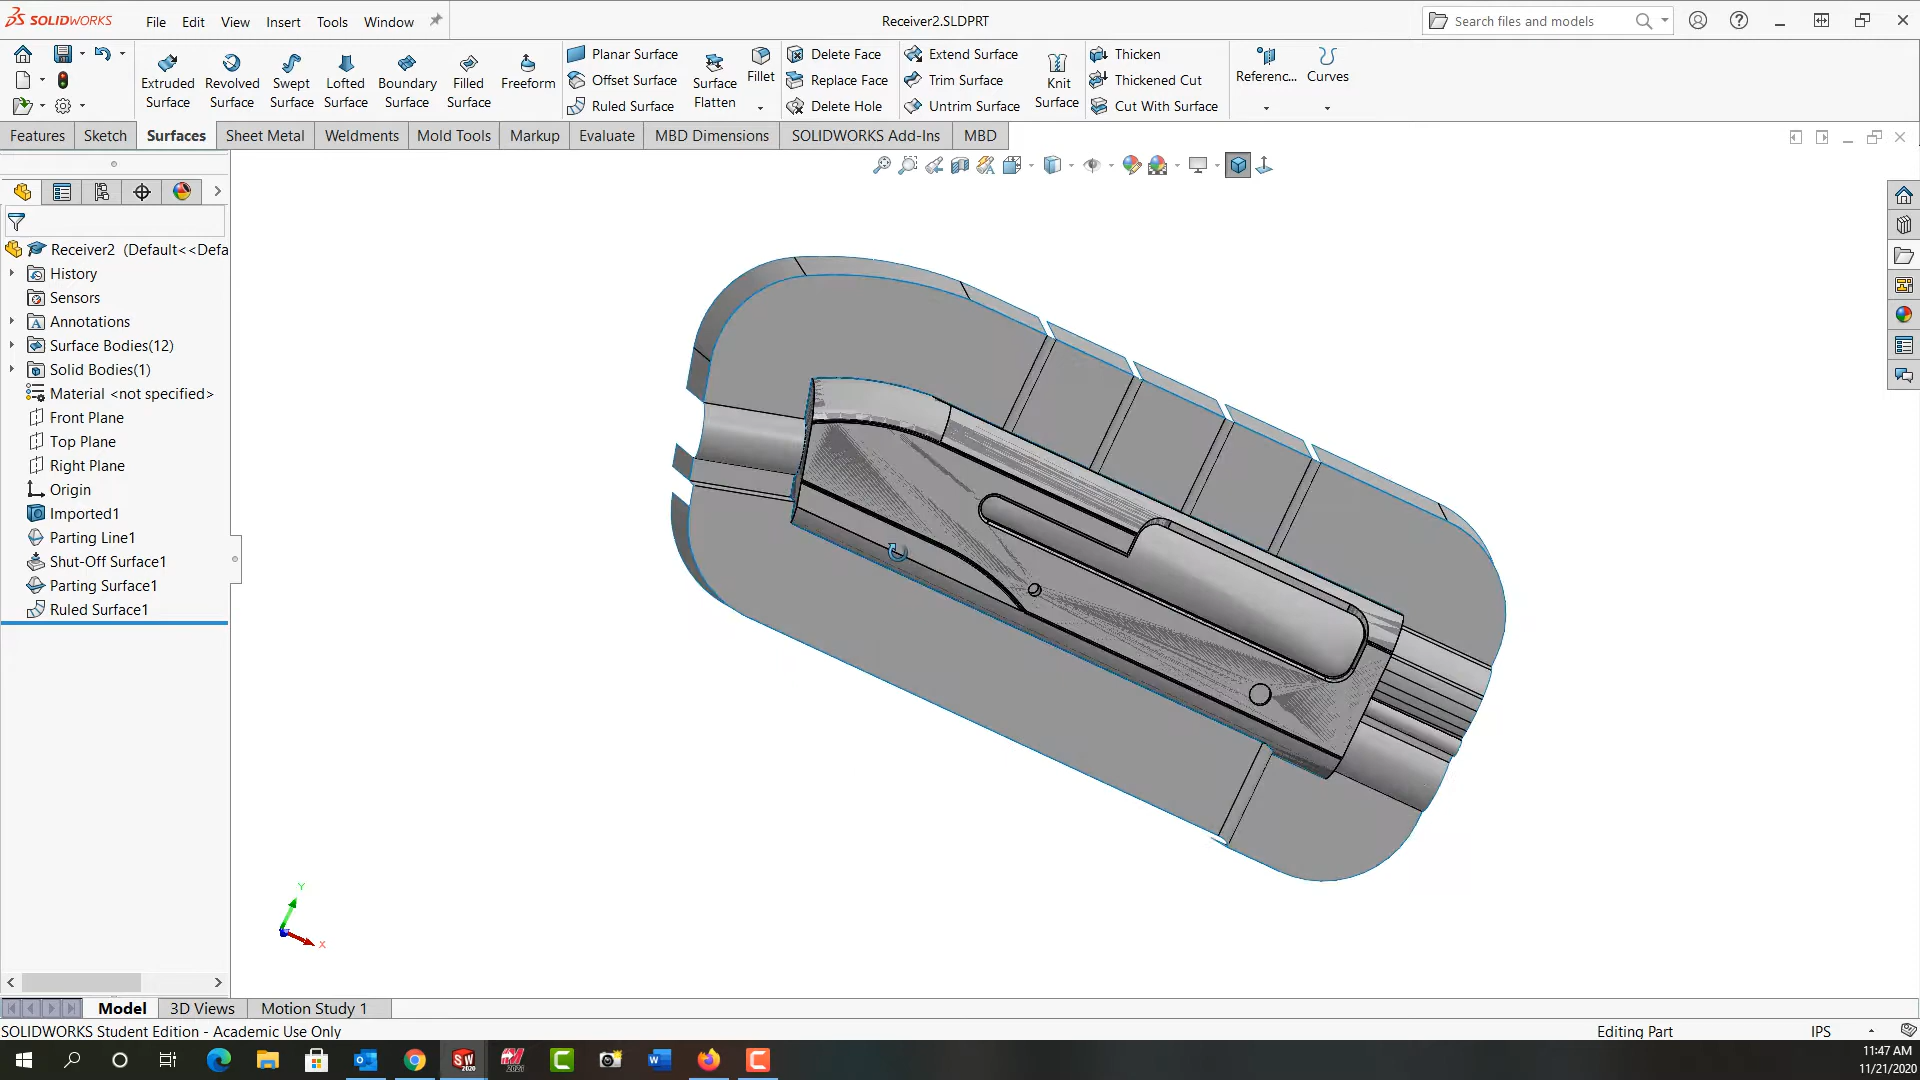 SOLIDWORKS File Edit View Insert Tools Window Receiver2.SLDPRT Search files and models
Extruded Surface
Revolved Surface
Swept Surface
Lofted Surface
Boundary Surface
Filled Surface
Freeform
Planar Surface
Offset Surface
Ruled Surface
Surface Flatten
Fillet
Delete Face
Replace Face
Delete Hole
Extend Surface
Trim Surface
Untrim Surface
Knit Surface
Thicken
Thickened Cut
Cut With Surface
Referenc...
Curves
Features Sketch Surfaces Sheet Metal Weldments Mold Tools Markup Evaluate MBD Dimensions SOLIDWORKS Add-Ins MBD
Receiver2 (Default<<Defa
History
Sensors
Annotations
Surface Bodies(12)
Solid Bodies(1)
Material <not specified>
Front Plane
Top Plane
Right Plane
Origin
Imported1
Parting Line1
Shut-Off Surface1
Parting Surface1
Ruled Surface1
Y
X
Model 3D Views Motion Study 1
SOLIDWORKS Student Edition - Academic Use Only Editing Part IPS
11:47 AM
11/21/2020